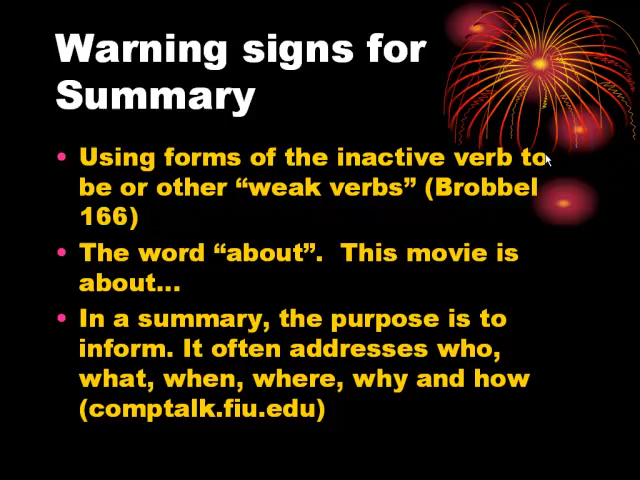 Warning signs for
Summary
• Using forms of the inactive verb to
be or other “weak verbs” (Brobbel
166)
• The word “about”.  This movie is
about...
• In a summary, the purpose is to
inform. It often addresses who,
what, when, where, why and how
(comptalk.fiu.edu)